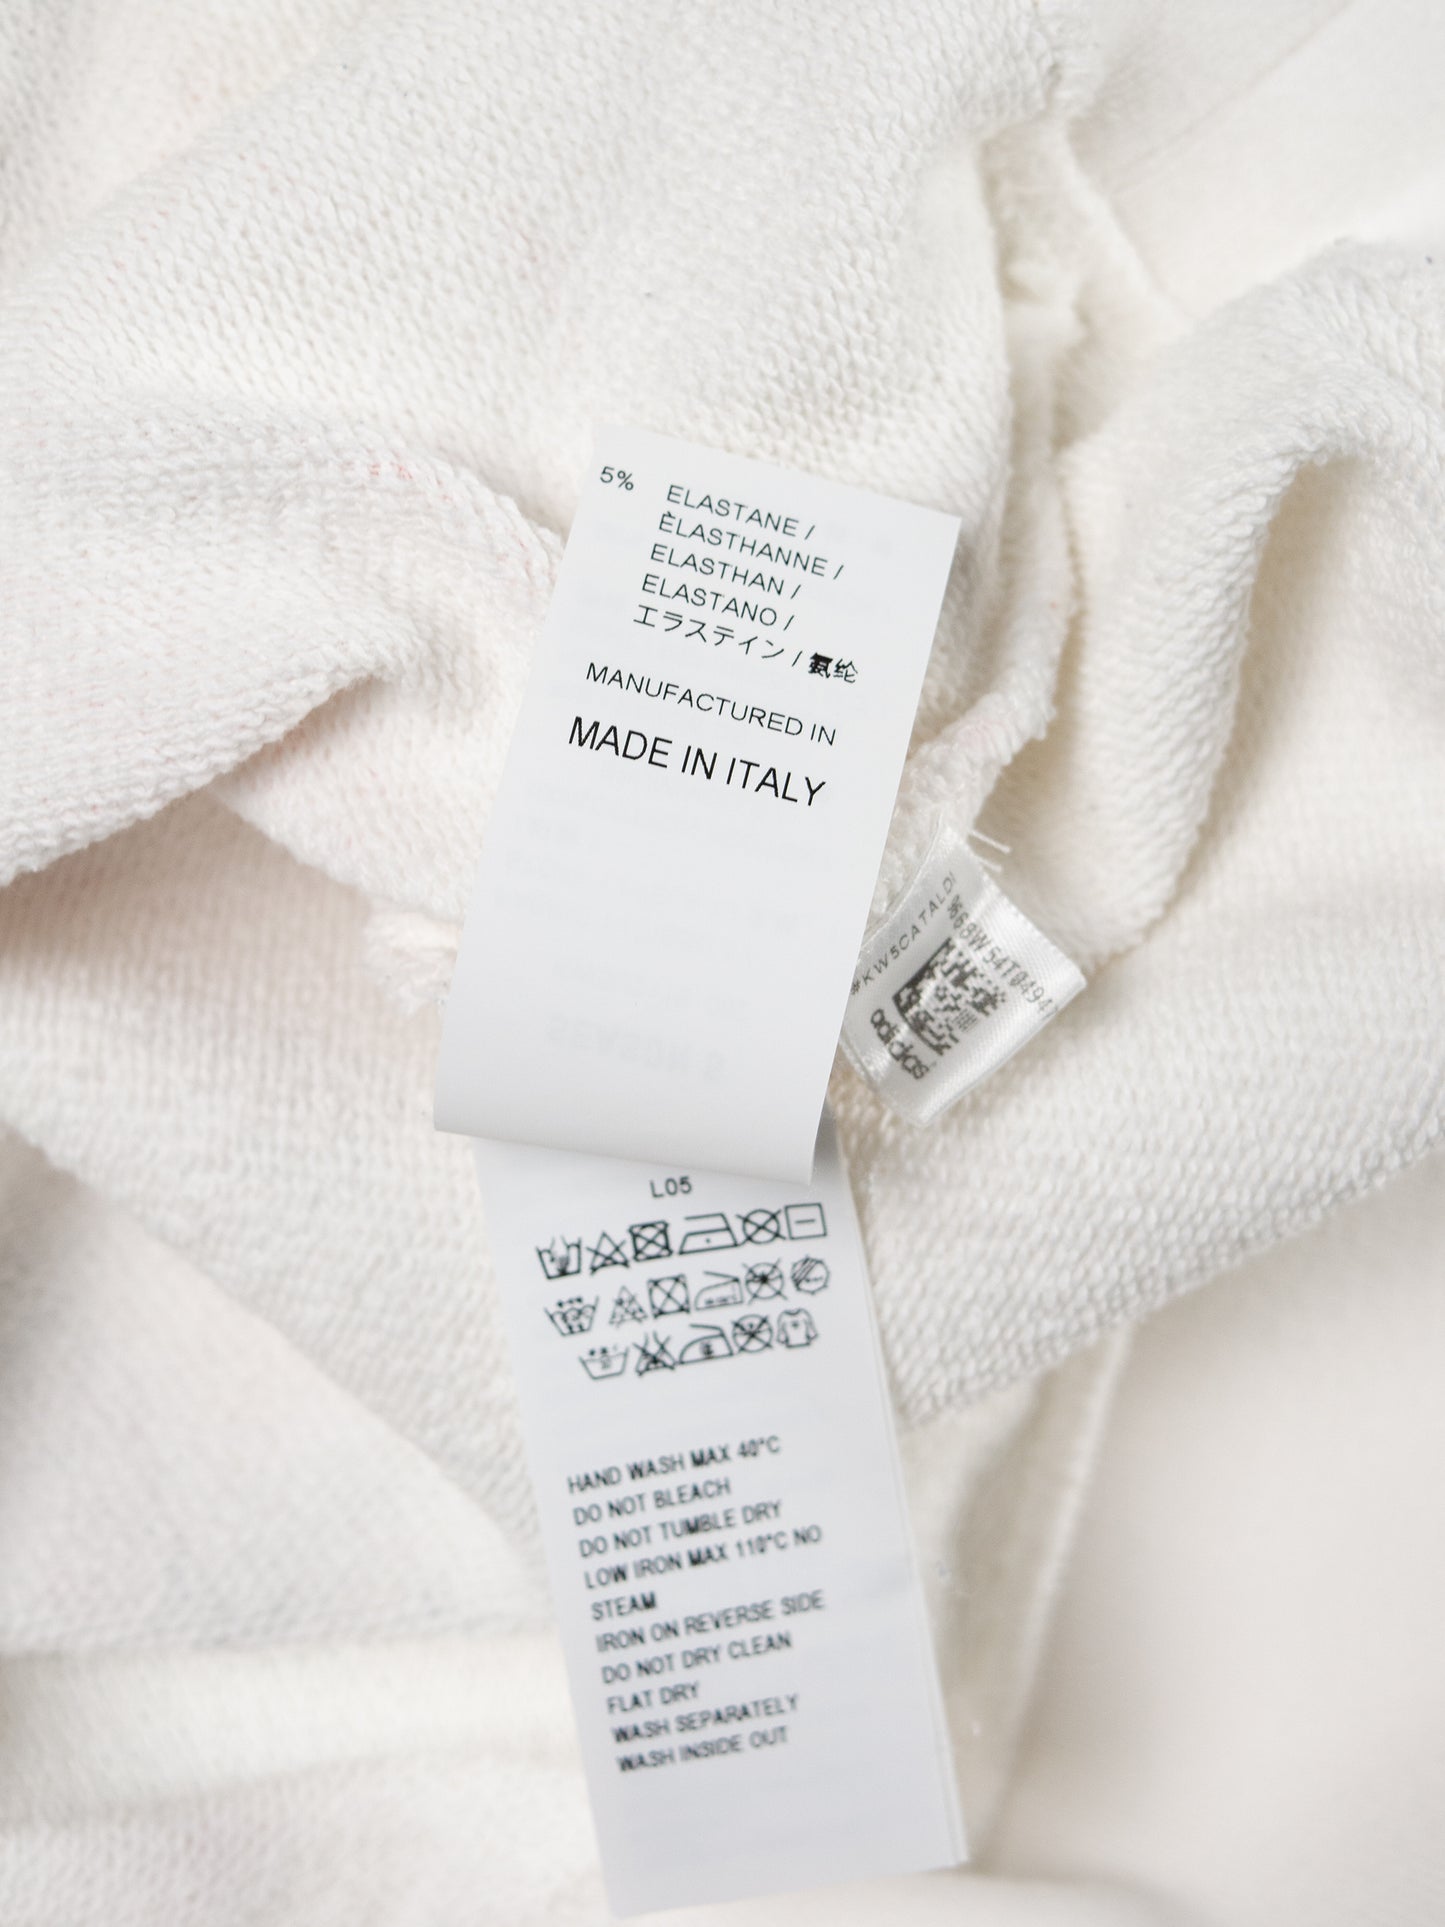 5% ELASTANE /
ÈLASTHANNE /
ELASTHAN /
ELASTANO /
エラスティン / 氨纶
MANUFACTURED IN
MADE IN ITALY
#KW5CATALDI
9668W54T04947
adidas
L05
HAND WASH MAX 40°C
DO NOT BLEACH
DO NOT TUMBLE DRY
LOW IRON MAX 110°C NO
STEAM
IRON ON REVERSE SIDE
DO NOT DRY CLEAN
FLAT DRY
WASH SEPARATELY
WASH INSIDE OUT